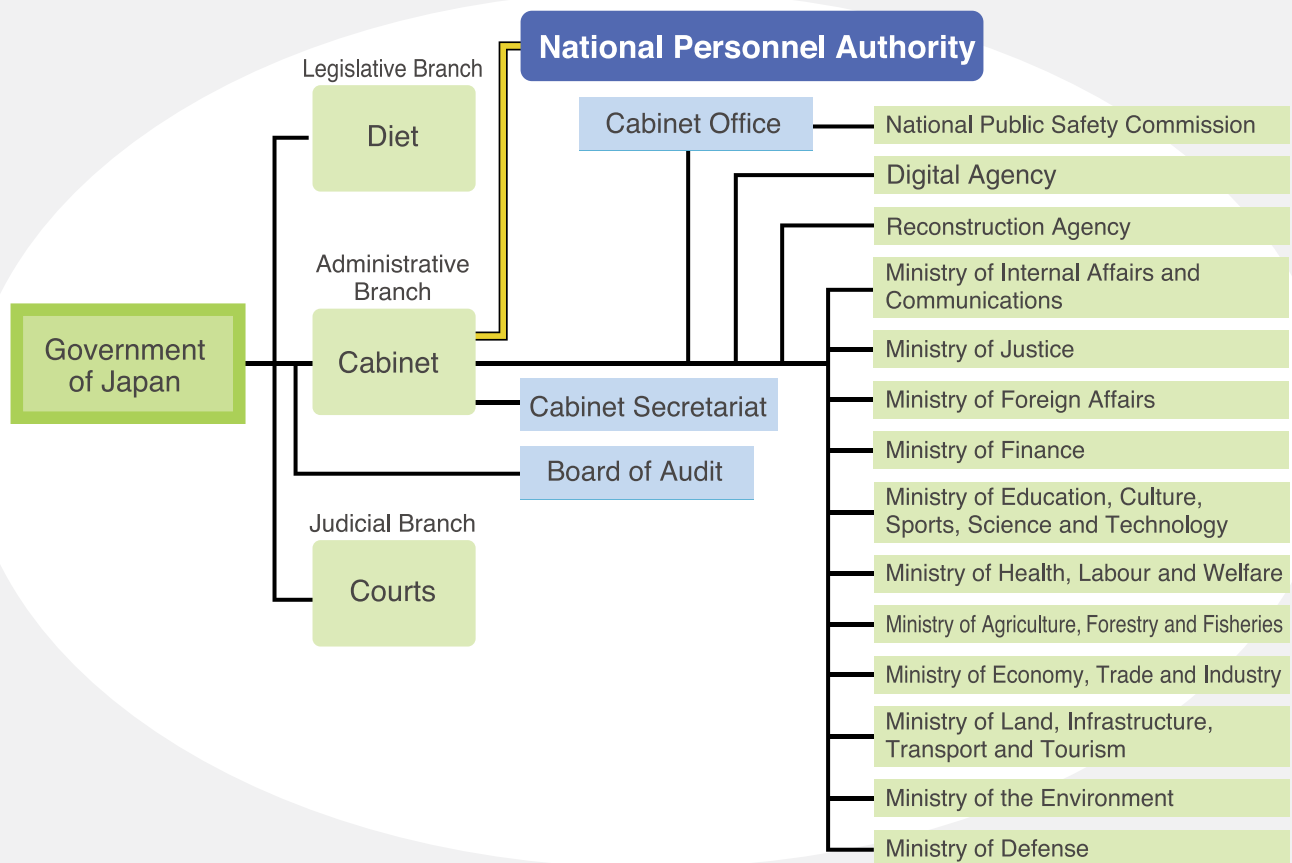 National Personnel Authority
Legislative Branch
Diet
Cabinet Office
National Public Safety Commission
Digital Agency
Reconstruction Agency
Administrative
Branch
Ministry of Internal Affairs and
Communications
Government
of Japan
Cabinet
Ministry of Justice
Cabinet Secretariat
Ministry of Foreign Affairs
Board of Audit
Ministry of Finance
Ministry of Education, Culture,
Sports, Science and Technology
Judicial Branch
Courts
Ministry of Health, Labour and Welfare
Ministry of Agriculture, Forestry and Fisheries
Ministry of Economy, Trade and Industry
Ministry of Land, Infrastructure,
Transport and Tourism
Ministry of the Environment
Ministry of Defense